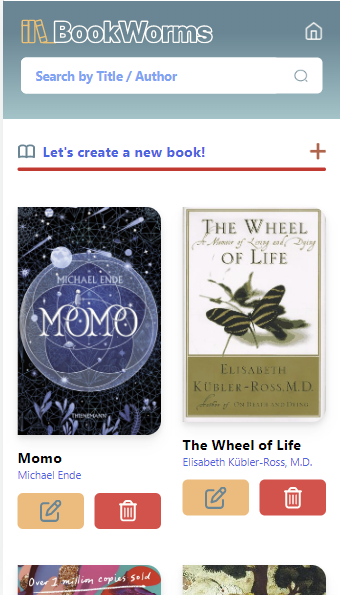 BookWorms
Search by Title / Author
Let's create a new book!
MICHAEL ENDE
MOMO
THIENEMANN
THE WHEEL
A Memoir of Living and Dying
OF LIFE
ELISABETH
KÜBLER-ROSS, M.D.
Author of ON DEATH AND DYING
Momo
Michael Ende
The Wheel of Life
Elisabeth Kübler-Ross, M.D.
Over 1 million copies sold